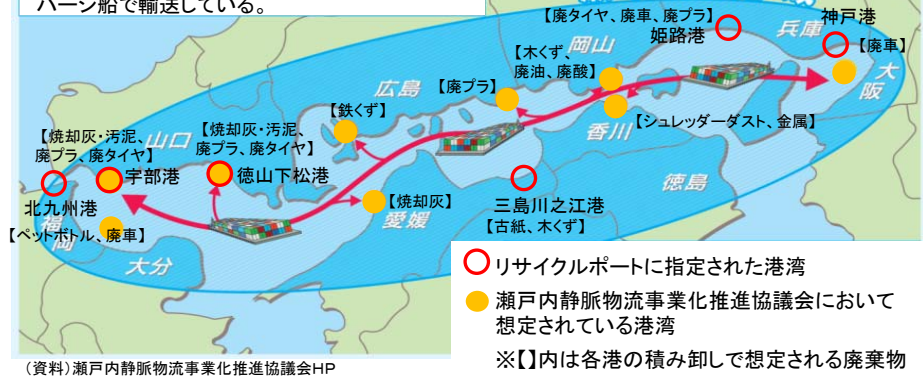 バージ船で輸送している。
【廃タイヤ、廃車、廃プラ】
姫路港
兵庫
神戸港
【廃車】
大阪
岡山
【木くず、
廃油、廃酸】
広島
【廃プラ】
【鉄くず】
香川
【シュレッダーダスト、金属】
【焼却灰・汚泥、
廃プラ、廃タイヤ】
山口
【焼却灰・汚泥、
廃プラ、廃タイヤ】
宇部港
徳山下松港
徳島
北九州港
【焼却灰】
愛媛
三島川之江港
【古紙、木くず】
福岡
【ペットボトル、廃車】
大分
リサイクルポートに指定された港湾
瀬戸内静脈物流事業化推進協議会において
想定されている港湾
※【】内は各港の積み卸しで想定される廃棄物
（資料）瀬戸内静脈物流事業化推進協議会HP